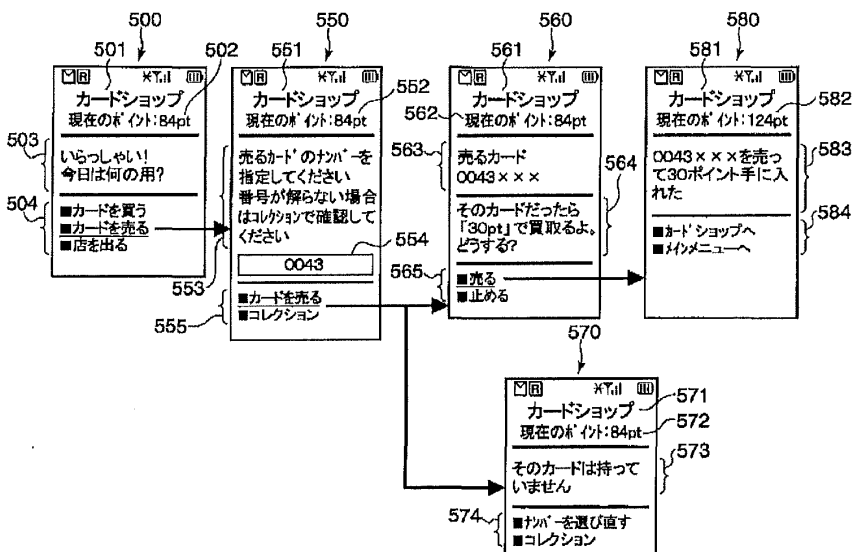 500
550
560
580
501
502
551
552
561
562
581
582
カードショップ
現在のポイント:84pt
503
いらっしゃい!
今日は何の用?
504
■カードを買う
■カードを売る
■店を出る
カードショップ
現在のポイント:84pt
売るカードのナンバーを
指定してください
番号が解らない場合
はコレクションで確認して
ください
553
554
0043
555
■カードを売る
■コレクション
カードショップ
現在のポイント:84pt
563
売るカード
0043×××
564
そのカードだったら
「30pt」で買取るよ。
どうする?
565
■売る
■止める
カードショップ
現在のポイント:124pt
583
0043×××を売っ
て30ポイント手に入
れた
584
■カードショップへ
■メインメニューへ
570
カードショップ
571
現在のポイント:84pt
572
そのカードは持って
いません
573
574
■ナンバーを選び直す
■コレクション